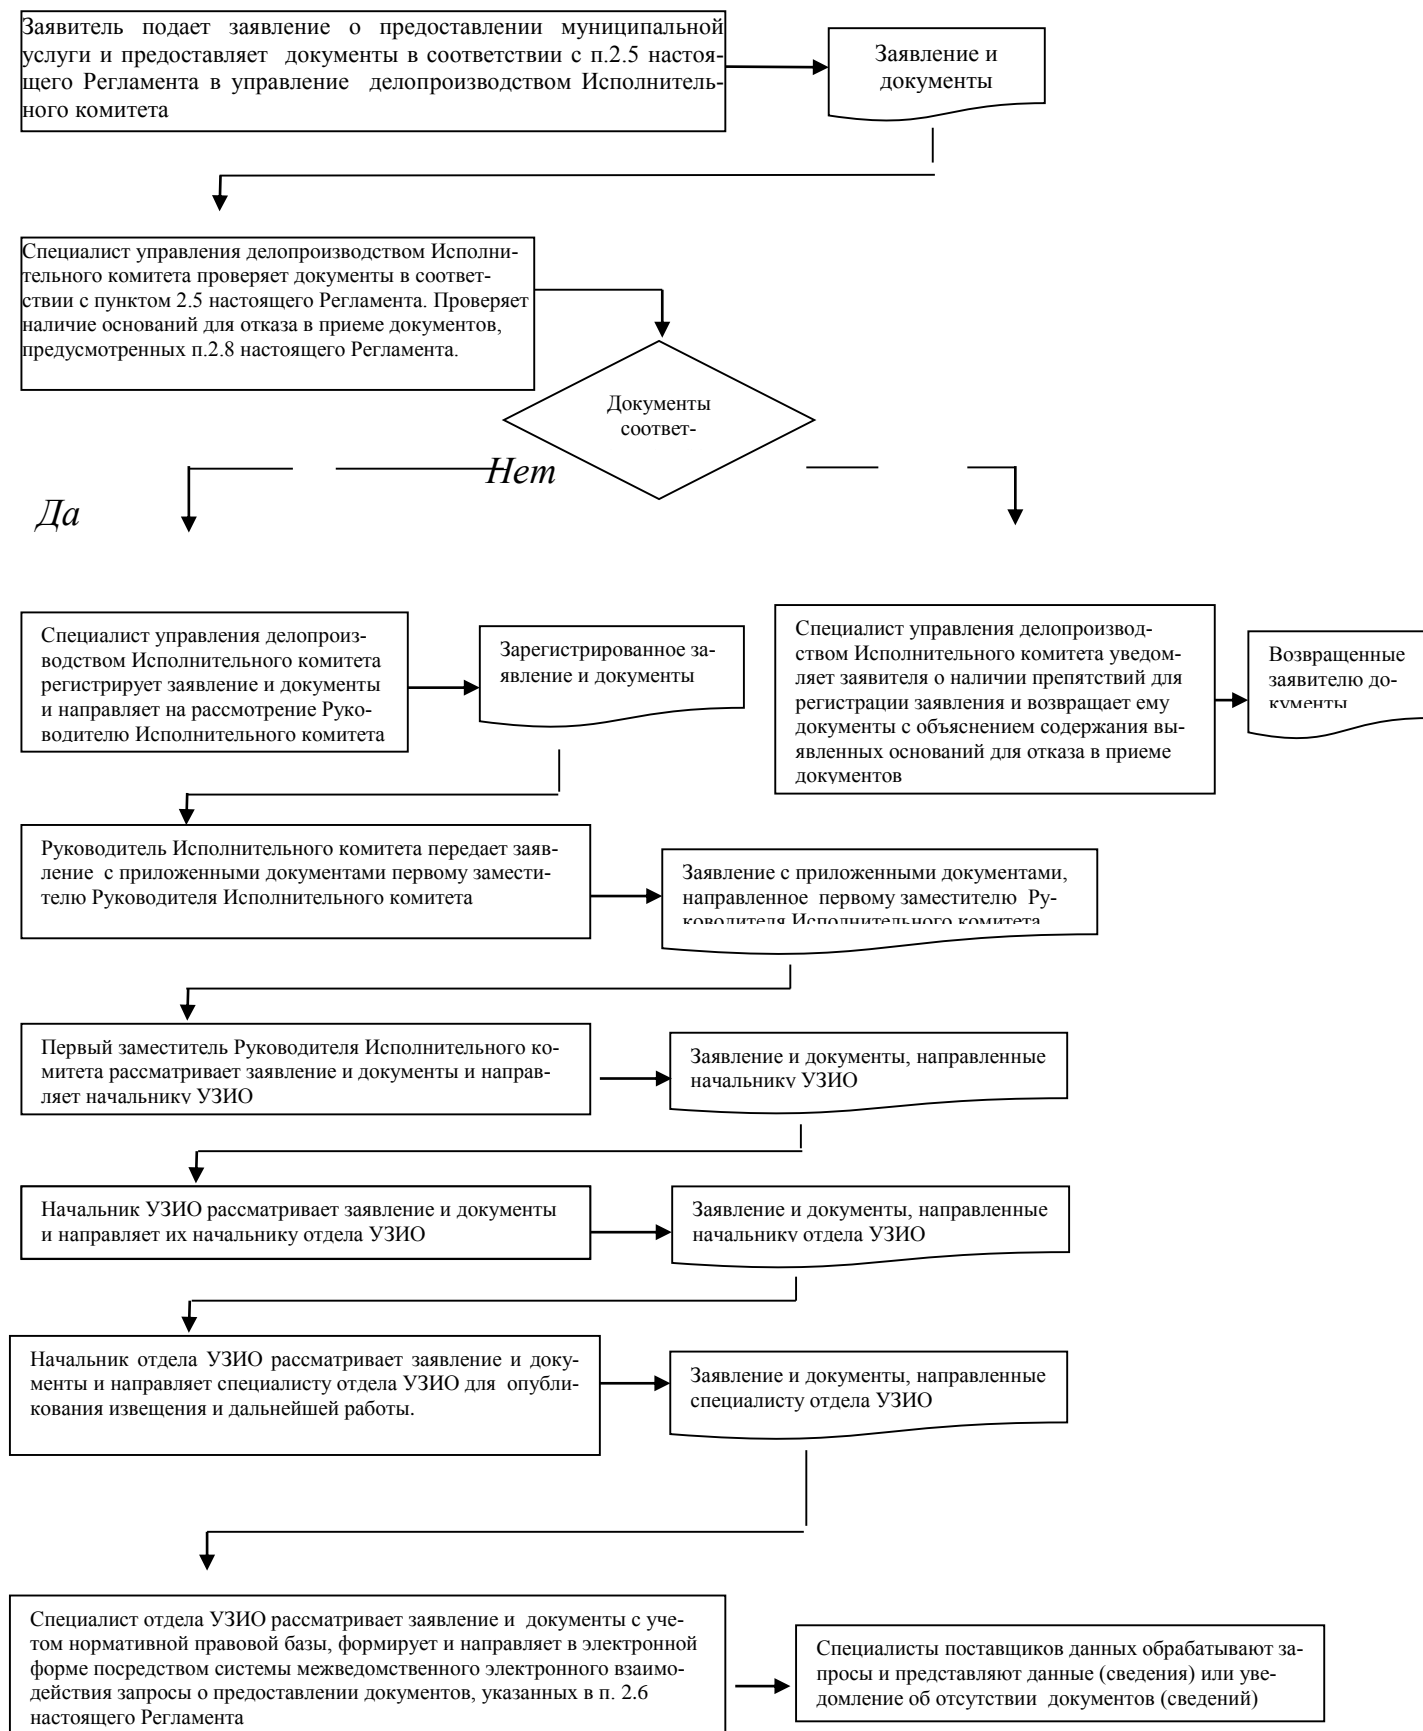 Заявитель подает заявление о предоставлении муниципальной
услуги и предоставляет документы в соответствии с п.2.5 настоя-
щего Регламента в управление делопроизводством Исполнитель-
ного комитета
Заявление и
документы
Специалист управления делопроизводством Исполни-
тельного комитета проверяет документы в соответ-
ствии с пунктом 2.5 настоящего Регламента. Проверяет
наличие оснований для отказа в приеме документов,
предусмотренных п.2.8 настоящего Регламента.
Документы
соответ-
Нет
Да
Специалист управления делопроиз-
водством Исполнительного комитета
регистрирует заявление и документы
и направляет на рассмотрение Руко-
водителю Исполнительного комитета
Зарегистрированное за-
явление и документы
Специалист управления делопроизвод-
ством Исполнительного комитета уведом-
ляет заявителя о наличии препятствий для
регистрации заявления и возвращает ему
документы с объяснением содержания вы-
явленных оснований для отказа в приеме
документов
Возвращенные
заявителю до-
кументы
Руководитель Исполнительного комитета передает заяв-
ление с приложенными документами первому замести-
телю Руководителя Исполнительного комитета
Заявление с приложенными документами,
направленное первому заместителю Ру-
ководителя Исполнительного комитета
Первый заместитель Руководителя Исполнительного ко-
митета рассматривает заявление и документы и направ-
ляет начальнику УЗИО
Заявление и документы, направленные
начальнику УЗИО
Начальник УЗИО рассматривает заявление и документы
и направляет их начальнику отдела УЗИО
Заявление и документы, направленные
начальнику отдела УЗИО
Начальник отдела УЗИО рассматривает заявление и доку-
менты и направляет специалисту отдела УЗИО для опубли-
кования извещения и дальнейшей работы.
Заявление и документы, направленные
специалисту отдела УЗИО
Специалист отдела УЗИО рассматривает заявление и документы с уче-
том нормативной правовой базы, формирует и направляет в электронной
форме посредством системы межведомственного электронного взаимо-
действия запросы о предоставлении документов, указанных в п. 2.6
настоящего Регламента
Специалисты поставщиков данных обрабатывают за-
просы и представляют данные (сведения) или уве-
домление об отсутствии документов (сведений)